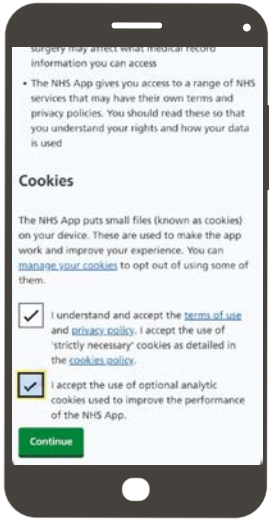 surgery may affect what medical record
information you can access
• The NHS App gives you access to a range of NHS
services that may have their own terms and
privacy policies. You should read these so that
you understand your rights and how your data
is used
Cookies
The NHS App puts small files (known as cookies)
on your device. These are used to make the app
work and improve your experience. You can
manage your cookies to opt out of using some of
them.
I understand and accept the terms of use
and privacy policy. I accept the use of
'strictly necessary' cookies as detailed in
the cookies policy.
I accept the use of optional analytic
cookies used to improve the performance
of the NHS App.
Continue